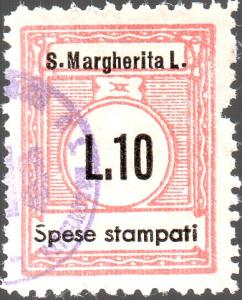 S. Margherita L.
L.10
Spese stampati